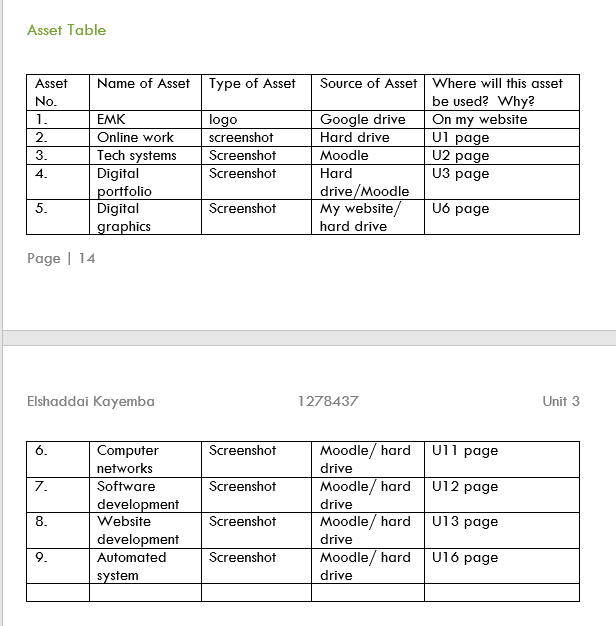 Asset Table
Asset No. Name of Asset Type of Asset Source of Asset Where will this asset be used?  Why?
1. EMK logo Google drive On my website
2. Online work screenshot Hard drive U1 page
3. Tech systems Screenshot Moodle U2 page
4. Digital portfolio Screenshot Hard drive/Moodle U3 page
5. Digital graphics Screenshot My website/ hard drive U6 page
Page | 14
Elshaddai Kayemba 1278437 Unit 3
6. Computer networks Screenshot Moodle/ hard drive U11 page
7. Software development Screenshot Moodle/ hard drive U12 page
8. Website development Screenshot Moodle/ hard drive U13 page
9. Automated system Screenshot Moodle/ hard drive U16 page